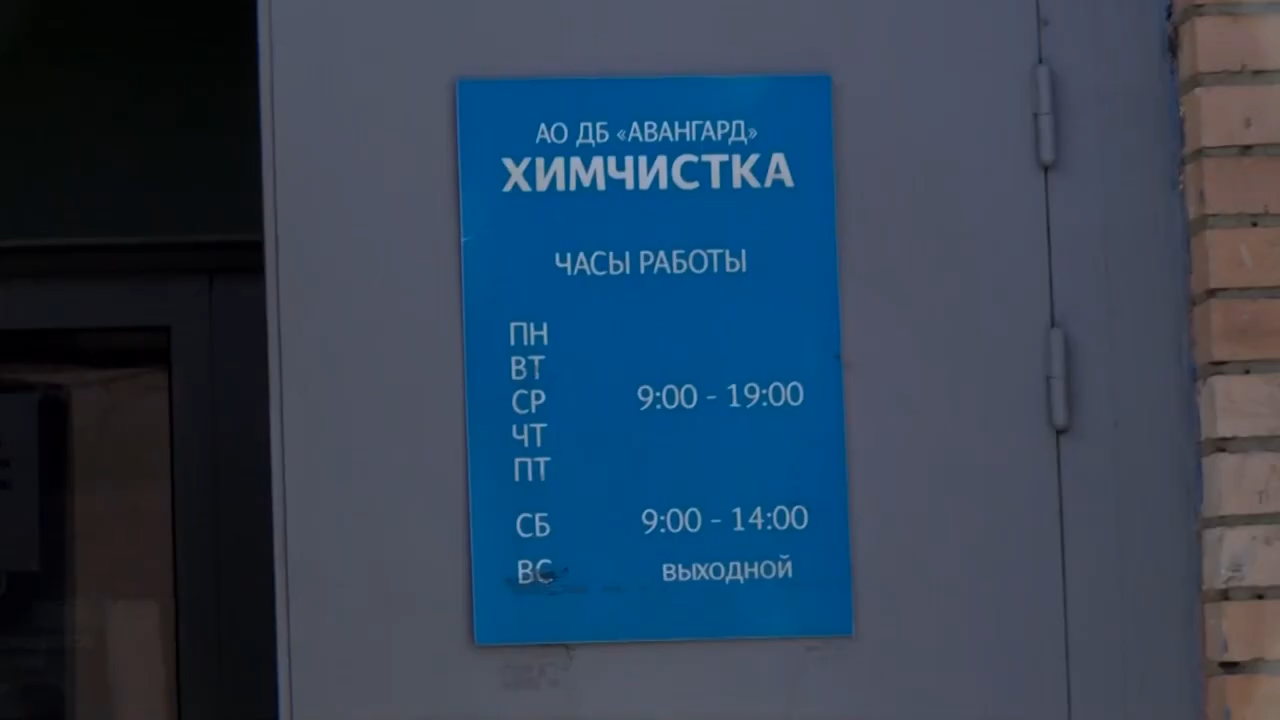 АО ДБ «АВАНГАРД»
ХИМЧИСТКА
ЧАСЫ РАБОТЫ
ПН
ВТ
СР 9:00 - 19:00
ЧТ
ПТ
СБ 9:00 - 14:00
ВС ВЫХОДНОЙ